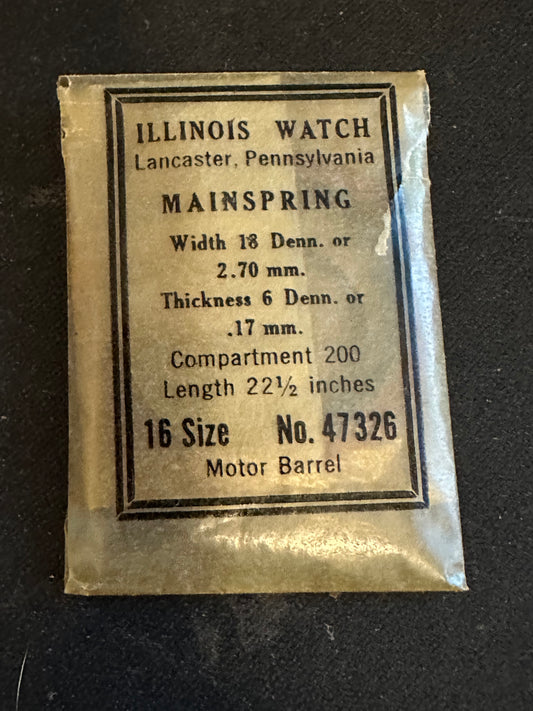 ILLINOIS WATCH
Lancaster, Pennsylvania
MAINSPRING
Width 18 Denn. or
2.70 mm.
Thickness 6 Denn. or
.17 mm.
Compartment 200
Length 22½ inches
16 Size No. 47326
Motor Barrel